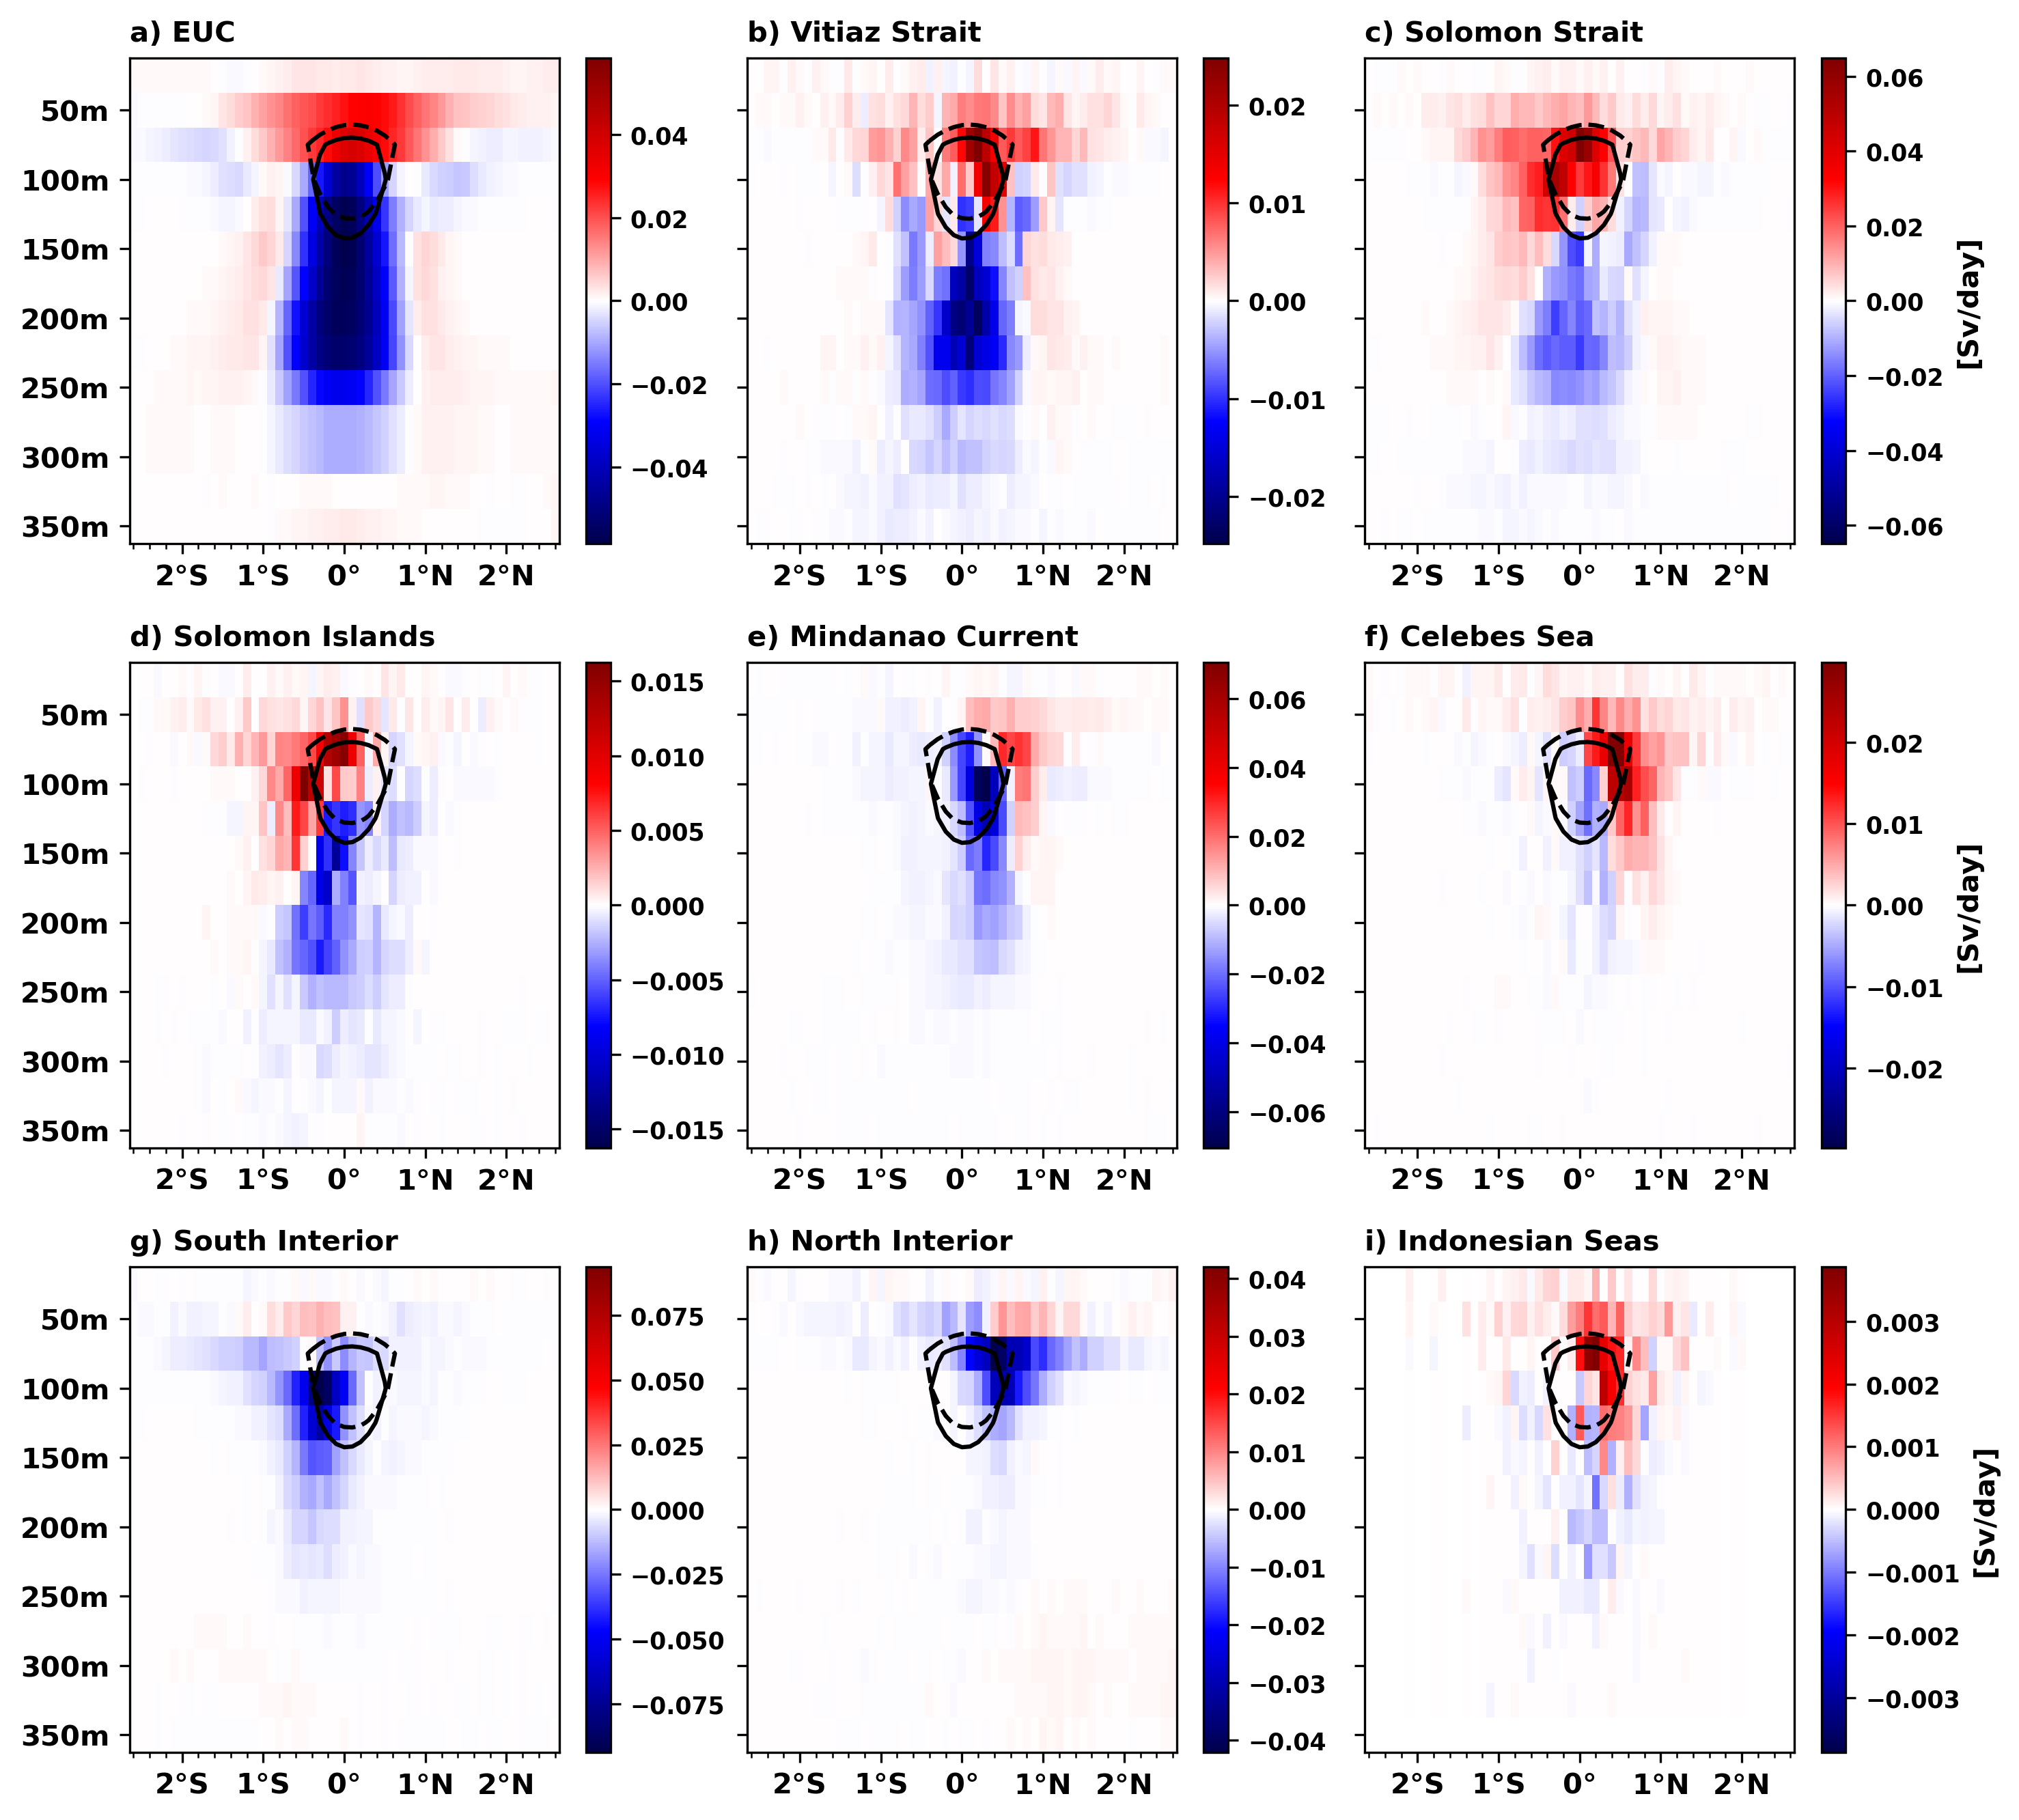 a) EUC
b) Vitiaz Strait
c) Solomon Strait
50m
100m
150m
200m
250m
300m
350m
2°S 1°S 0° 1°N 2°N
0.04
0.02
0.00
−0.02
−0.04
2°S 1°S 0° 1°N 2°N
0.02
0.01
0.00
−0.01
−0.02
2°S 1°S 0° 1°N 2°N
0.06
0.04
0.02
0.00
−0.02
−0.04
−0.06
[Sv/day]
d) Solomon Islands
e) Mindanao Current
f) Celebes Sea
50m
100m
150m
200m
250m
300m
350m
2°S 1°S 0° 1°N 2°N
0.015
0.010
0.005
0.000
−0.005
−0.010
−0.015
2°S 1°S 0° 1°N 2°N
0.06
0.04
0.02
0.00
−0.02
−0.04
−0.06
2°S 1°S 0° 1°N 2°N
0.02
0.01
0.00
−0.01
−0.02
[Sv/day]
g) South Interior
h) North Interior
i) Indonesian Seas
50m
100m
150m
200m
250m
300m
350m
2°S 1°S 0° 1°N 2°N
0.075
0.050
0.025
0.000
−0.025
−0.050
−0.075
2°S 1°S 0° 1°N 2°N
0.04
0.03
0.02
0.01
0.00
−0.01
−0.02
−0.03
−0.04
2°S 1°S 0° 1°N 2°N
0.003
0.002
0.001
0.000
−0.001
−0.002
−0.003
[Sv/day]